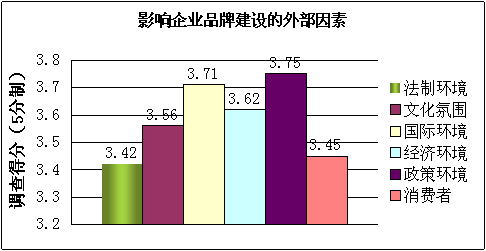 影响企业品牌建设的外部因素
调查得分（5分制）
3.8
3.7
3.6
3.5
3.4
3.3
3.2
3.42
3.56
3.71
3.62
3.75
3.45
法制环境
文化氛围
国际环境
经济环境
政策环境
消费者